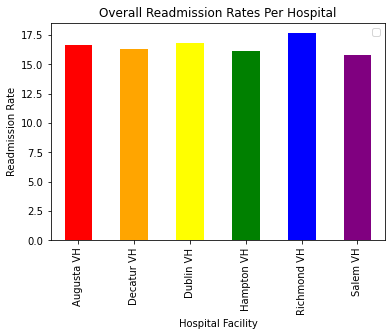 Overall Readmission Rates Per Hospital
Readmission Rate
17.5
15.0
12.5
10.0
7.5
5.0
2.5
0.0
Augusta VH
Decatur VH
Dublin VH
Hampton VH
Richmond VH
Salem VH
Hospital Facility